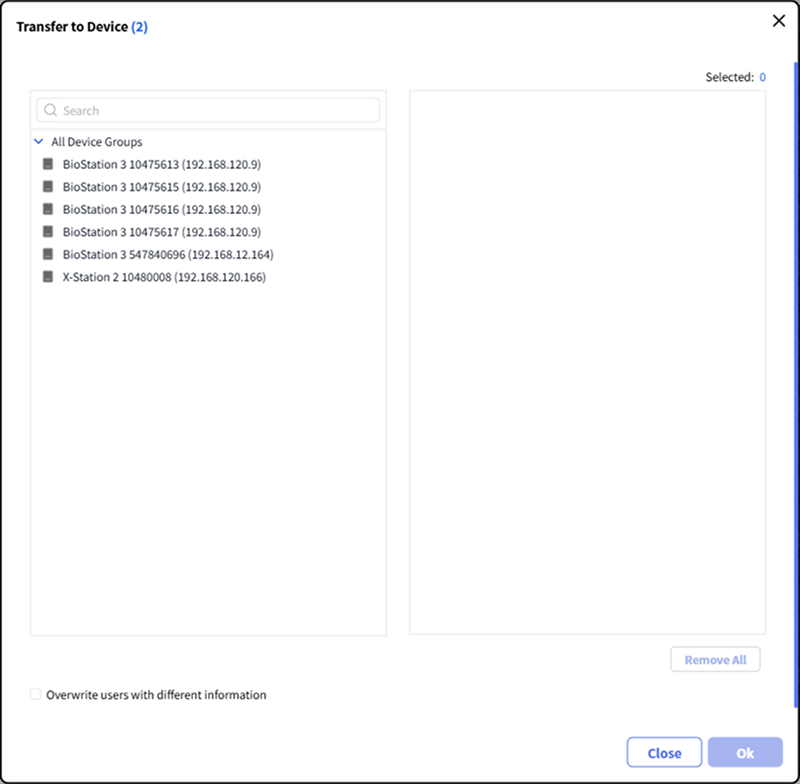 Transfer to Device (2)
Selected: 0
Search
All Device Groups
BioStation 3 10475613 (192.168.120.9)
BioStation 3 10475615 (192.168.120.9)
BioStation 3 10475616 (192.168.120.9)
BioStation 3 10475617 (192.168.120.9)
BioStation 3 547840696 (192.168.12.164)
X-Station 2 10480008 (192.168.120.166)
Remove All
Overwrite users with different information
Close Ok